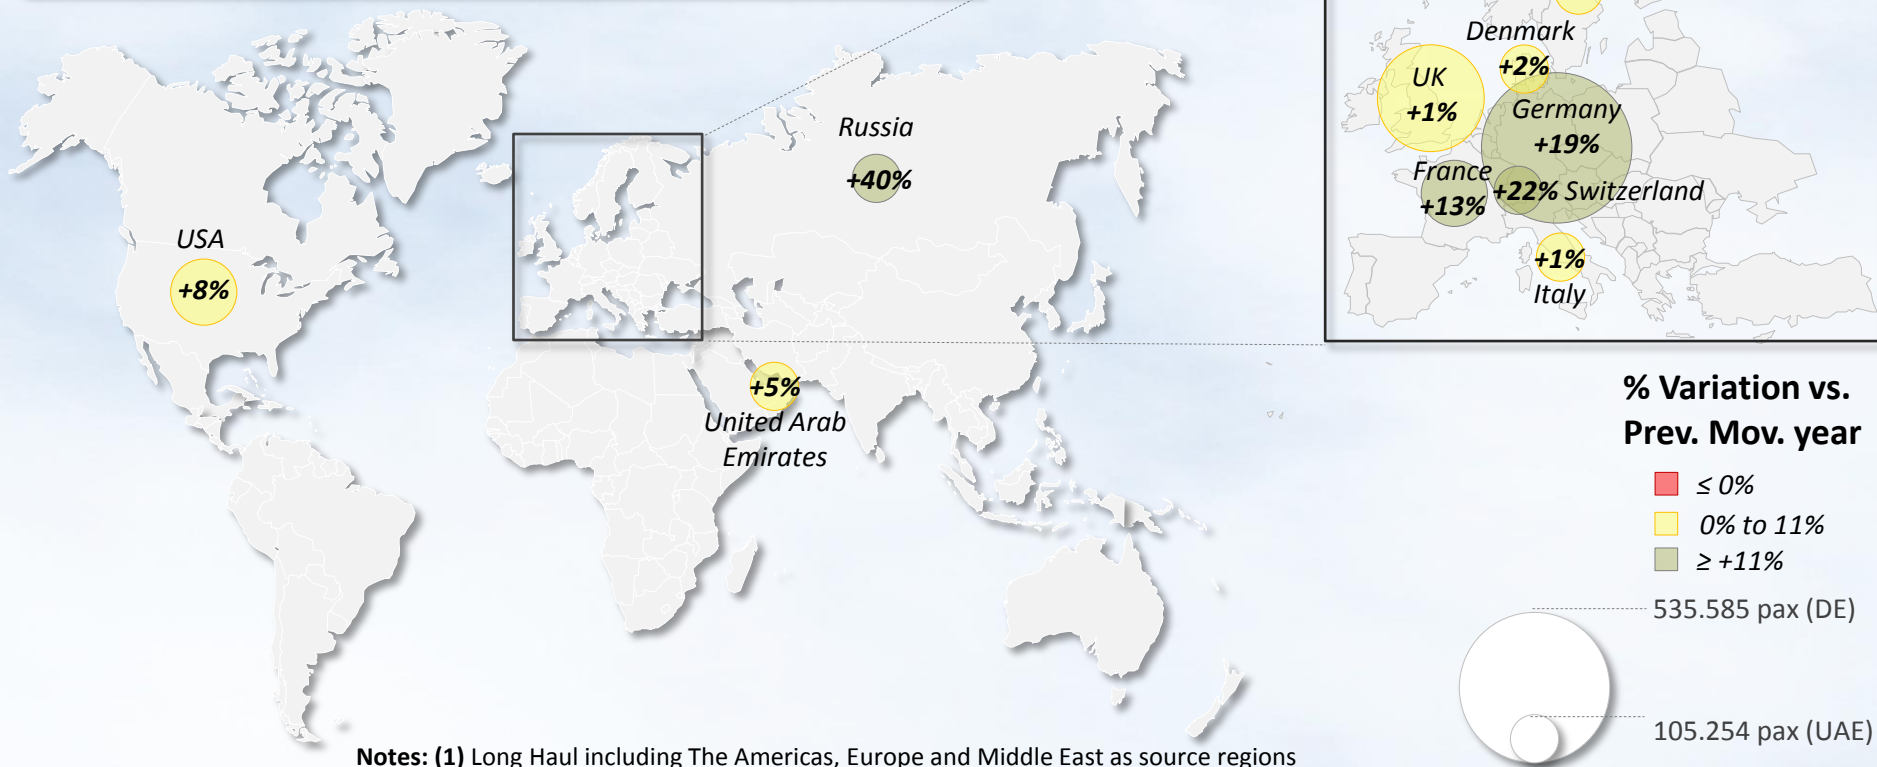 Denmark
+2%
UK
+1%
Germany
+19%
France
+13%
+22% Switzerland
+1%
Italy
Russia
+40%
USA
+8%
+5%
United Arab
Emirates
% Variation vs.
Prev. Mov. year
≤ 0%
0% to 11%
≥ +11%
535.585 pax (DE)
105.254 pax (UAE)
Notes: (1) Long Haul including The Americas, Europe and Middle East as source regions